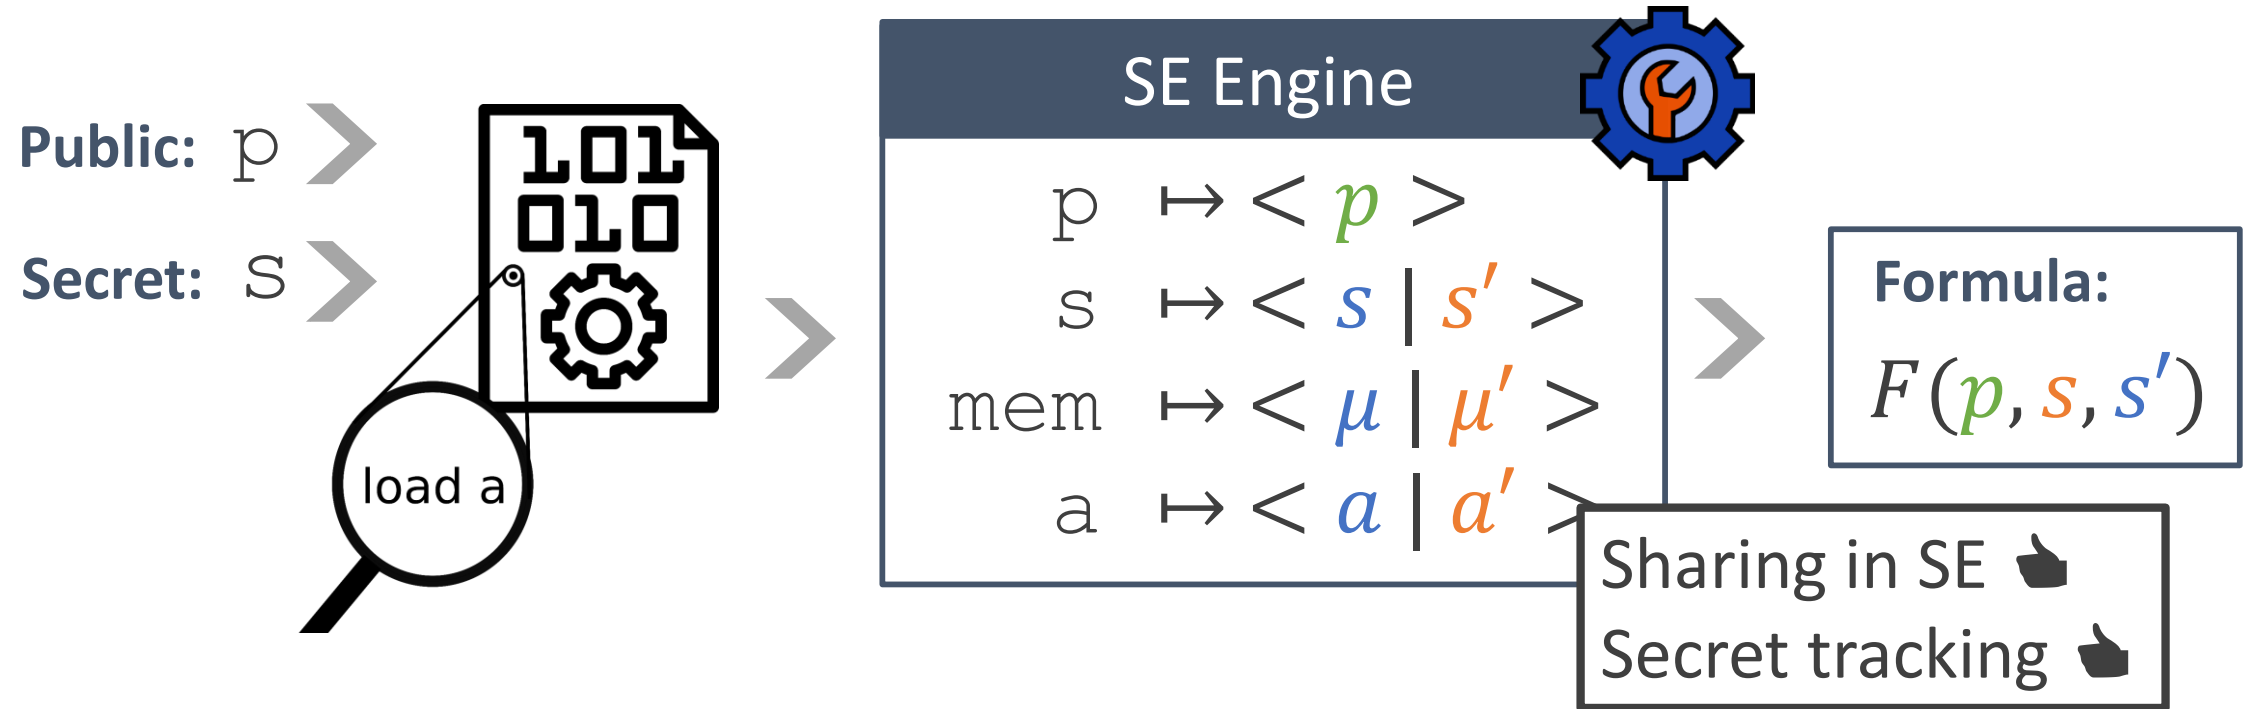 Public: p
Secret: s
101
010
load a
SE Engine
p ↦ < p >
s ↦ < s | s′ >
mem ↦ < μ | μ′ >
a ↦ < a | a′ >
Formula:
F(p, s, s′)
Sharing in SE
Secret tracking